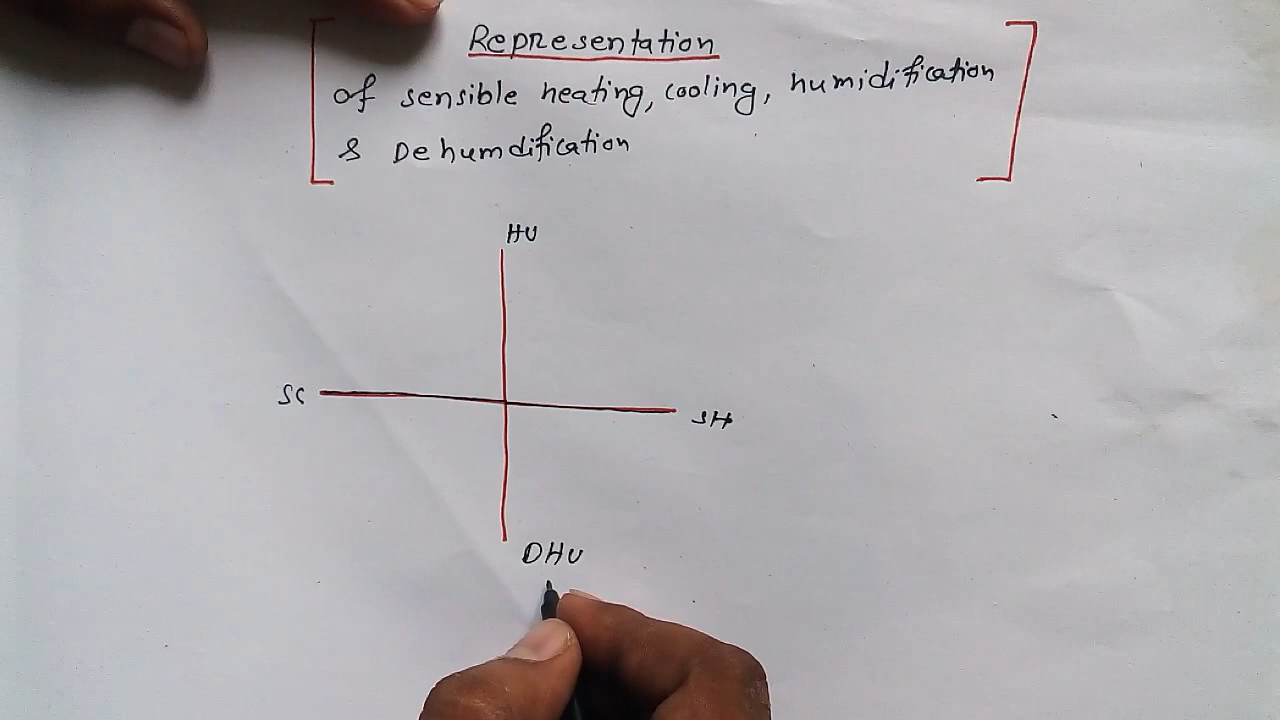 Representation
of sensible heating, cooling, humidification
& Dehumdification
HU
SC
SH
DHU